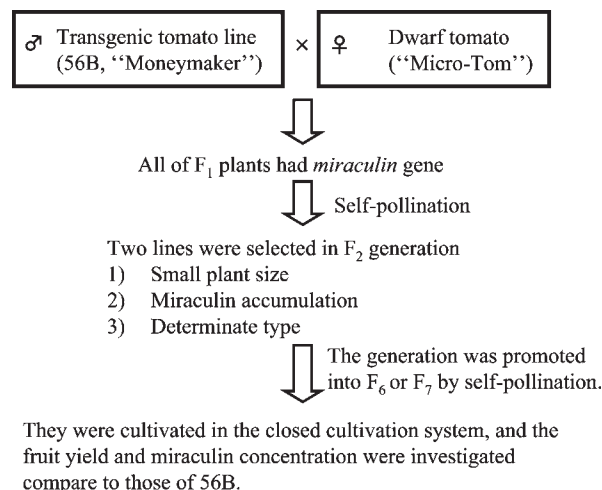 ♂ Transgenic tomato line
(56B, “Moneymaker”)
×
♀ Dwarf tomato
(“Micro-Tom”)
All of F₁ plants had miraculin gene
Self-pollination
Two lines were selected in F₂ generation
1) Small plant size
2) Miraculin accumulation
3) Determinate type
The generation was promoted
into F₆ or F₇ by self-pollination.
They were cultivated in the closed cultivation system, and the
fruit yield and miraculin concentration were investigated
compare to those of 56B.